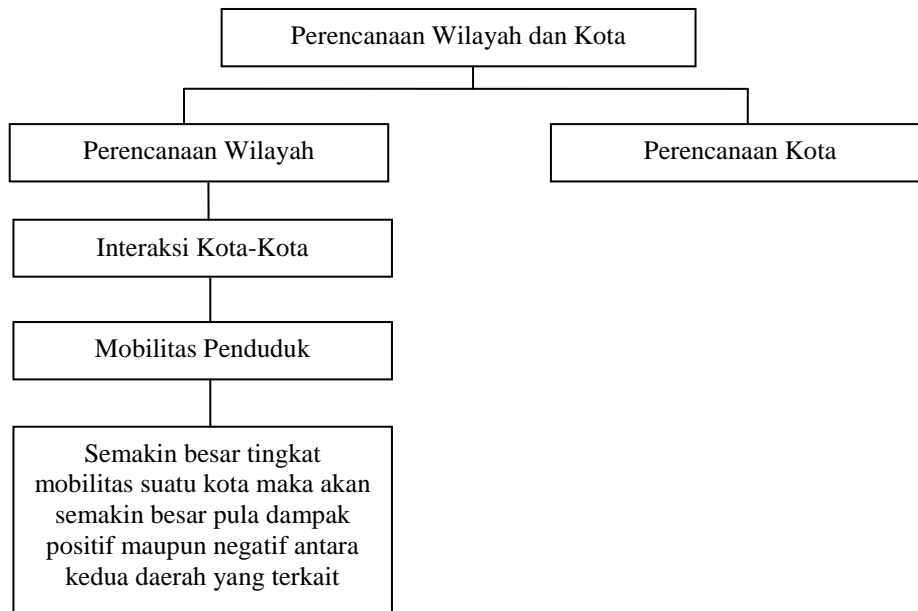 Perencanaan Wilayah dan Kota
Perencanaan Wilayah
Perencanaan Kota
Interaksi Kota-Kota
Mobilitas Penduduk
Semakin besar tingkat
mobilitas suatu kota maka akan
semakin besar pula dampak
positif maupun negatif antara
kedua daerah yang terkait